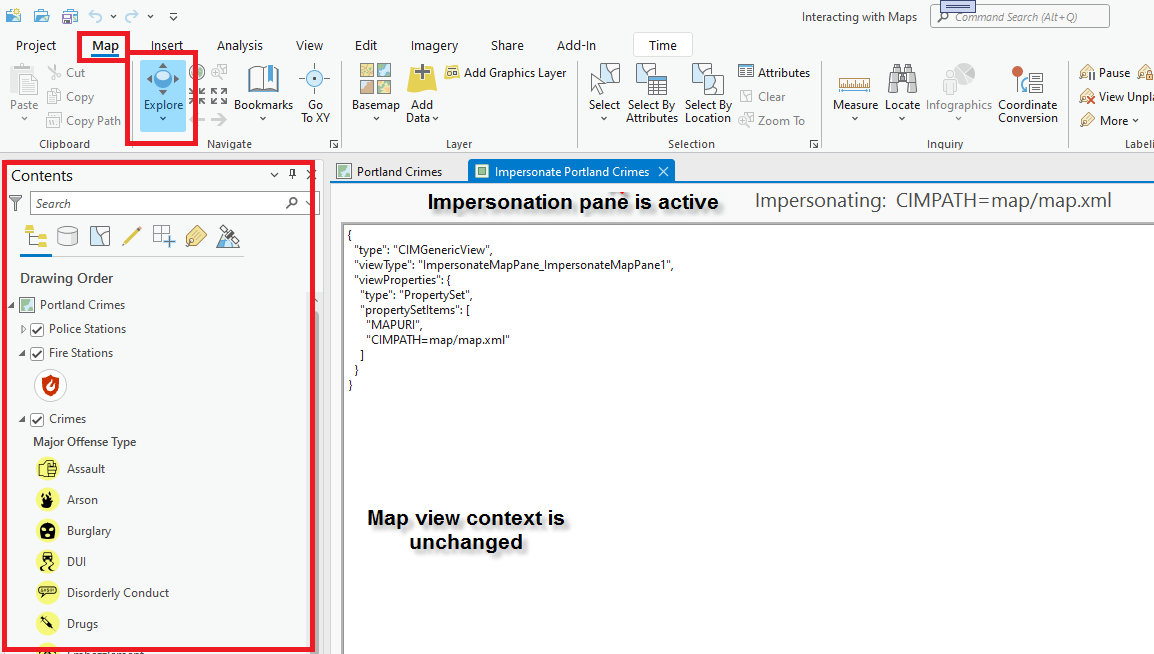 Interacting with Maps
Command Search (Alt+Q)
Project Map Insert Analysis View Edit Imagery Share Add-In Time
Paste
Cut
Copy
Copy Path
Clipboard
Explore
Bookmarks
Go
To XY
Navigate
Basemap
Add
Data
Add Graphics Layer
Layer
Select
Select By
Attributes
Select By
Location
Attributes
Clear
Zoom To
Selection
Measure
Locate
Infographics
Coordinate
Conversion
Inquiry
Pause
View Unpla
More
Labeli
Contents
Search
Drawing Order
Portland Crimes
Police Stations
Fire Stations
Crimes
Major Offense Type
Assault
Arson
Burglary
DUI
Disorderly Conduct
Drugs
Portland Crimes
Impersonate Portland Crimes
Impersonation pane is active
Impersonating: CIMPATH=map/map.xml
{
"type": "CIMGenericView",
"viewType": "ImpersonateMapPane_ImpersonateMapPane1",
"viewProperties": {
"type": "PropertySet",
"propertySetItems": [
"MAPURI",
"CIMPATH=map/map.xml"
]
}
}
Map view context is
unchanged